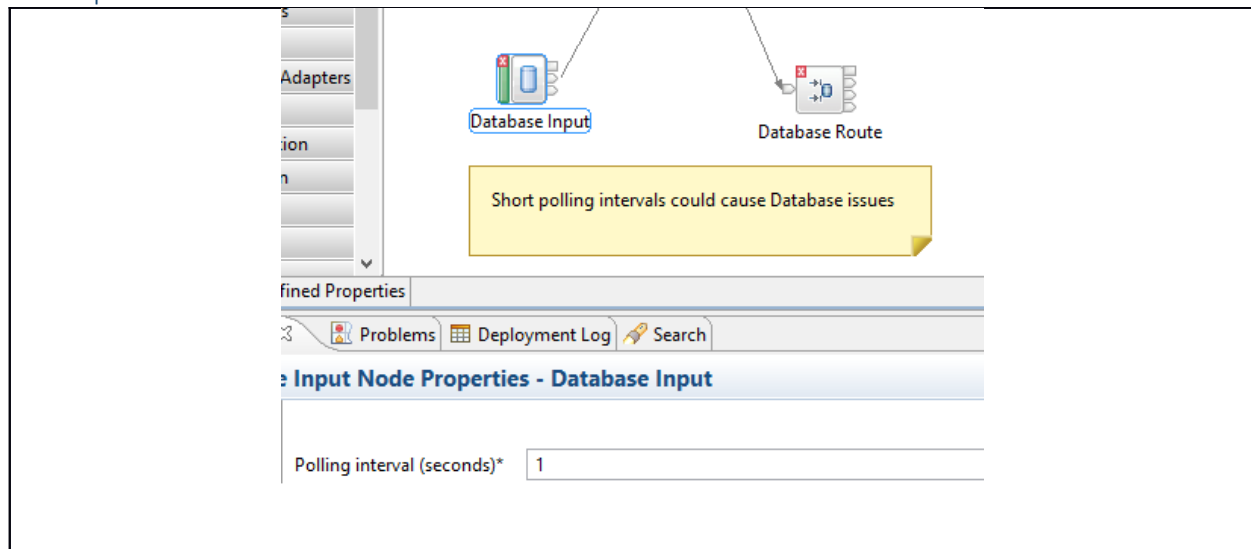 s
Adapters
tion
n
Database Input
Database Route
Short polling intervals could cause Database issues
fined Properties
Problems Deployment Log Search
e Input Node Properties - Database Input
Polling interval (seconds)* 1